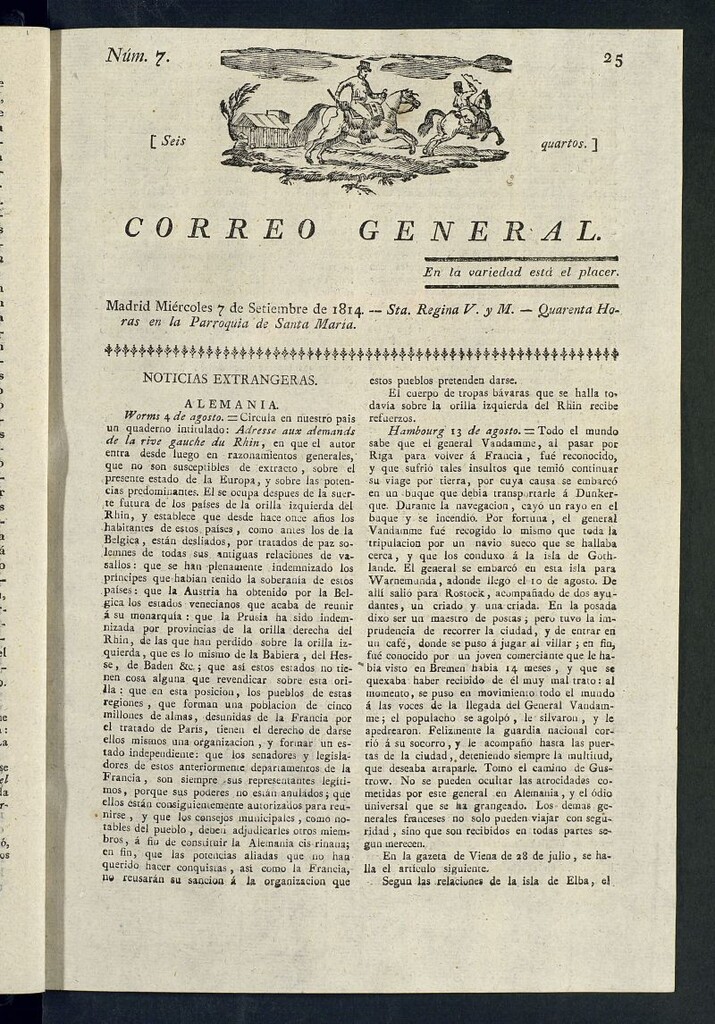 Núm. 7.
25
[ Seis
quartos. ]
CORREO GENERAL.
En la variedad está el placer.
Madrid Miércoles 7 de Setiembre de 1814. — Sta. Regina V. y M. — Quarenta Ho-
ras en la Parroquia de Santa María.
NOTICIAS EXTRANGERAS.
ALEMANIA.
Worms 4 de agosto. = Circula en nuestro pais
un quaderno intitulado: Adresse aux alemands
de la rive gauche du Rhin, en que el autor
entra desde luego en razonamientos generales,
que no son susceptibles de extracto, sobre el
presente estado de la Europa, y sobre las poten-
cias predominantes. El se ocupa despues de la suer-
te futura de los países de la orilla izquierda del
Rhin, y establece que desde hace once años los
habitantes de estos países, como antes los de la
Belgica, están desliados, por tratados de paz so-
lemnes de todas sus antiguas relaciones de va-
sallos: que se han plenamente indemnizado los
príncipes que habian tenido la soberanía de estos
países: que la Austria ha obtenido por la Bel-
gica los estados venecianos que acaba de reunir
á su monarquía: que la Prusia ha sido indem-
nizada por provincias de la orilla derecha del
Rhin, de las que han perdido sobre la orilla iz-
quierda, que es lo mismo de la Babiera, del Hes-
se, de Baden &c.; que asi estos estados no tie-
nen cosa alguna que revendicar sobre esta ori-
lla: que en esta posicion, los pueblos de estas
regiones, que forman una poblacion de cinco
millones de almas, desunidas de la Francia por
el tratado de Paris, tienen el derecho de darse
ellos mismos una organizacion, y formar un es-
tado independiente: que los senadores y legisla-
dores de estos anteriormente departamentos de la
Francia, son siempre sus representantes legíti-
mos, porque sus poderes no están anulados; que
ellos están consiguientemente autorizados para reu-
nirse, y que los consejos municipales, como no-
tables del pueblo, deben adjudicarles otros miem-
bros, á fin de constituir la Alemania cis-rinana;
en fin, que las potencias aliadas que no han
querido hacer conquistas, asi como la Francia,
no reusarán su sancion á la organizacion que
estos pueblos pretenden darse.
El cuerpo de tropas bávaras que se halla to-
davía sobre la orilla izquierda del Rhin recibe
refuerzos.
Hambourg 13 de agosto. = Todo el mundo
sabe que el general Vandamme, al pasar por
Riga para volver á Francia, fué reconocido,
y que sufrió tales insultos que temió continuar
su viage por tierra, por cuya causa se embarcó
en un buque que debia transportarle á Dunker-
que. Durante la navegacion, cayó un rayo en el
buque y se incendió. Por fortuna, el general
Vandamme fué recogido lo mismo que toda la
tripulacion por un navio sueco que se hallaba
cerca, y que los conduxo á la isla de Goth-
lande. El general se embarcó en esta isla para
Warnemunda, adonde llego el 10 de agosto. De
allí salió para Rostock, acompañado de dos ayu-
dantes, un criado y una criada. En la posada
dixo ser un maestro de postas; pero tuvo la im-
prudencia de recorrer la ciudad, y de entrar en
un café, donde se puso á jugar al villar; en fin,
fué conocido por un joven comerciante que le ha-
bia visto en Bremen habia 14 meses, y que se
quexaba haber recibido de él muy mal trato: al
momento, se puso en movimiento todo el mundo
á las voces de la llegada del General Vandam-
me; el populacho se agolpó, le silvaron, y le
apedrearon. Felizmente la guardia nacional cor-
rió á su socorro, y le acompañó hasta las puer-
tas de la ciudad, deteniendo siempre la multitud,
que deseaba atraparle. Tomo el camino de Gus-
trow. No se pueden ocultar las atrocidades co-
metidas por este general en Alemania, y el ódio
universal que se ha grangeado. Los demas ge-
nerales franceses no solo pueden viajar con segu-
ridad, sino que son recibidos en todas partes se-
gun merecen.
En la gazeta de Viena de 28 de julio, se ha-
lla el artículo siguiente.
Segun las relaciones de la isla de Elba, el